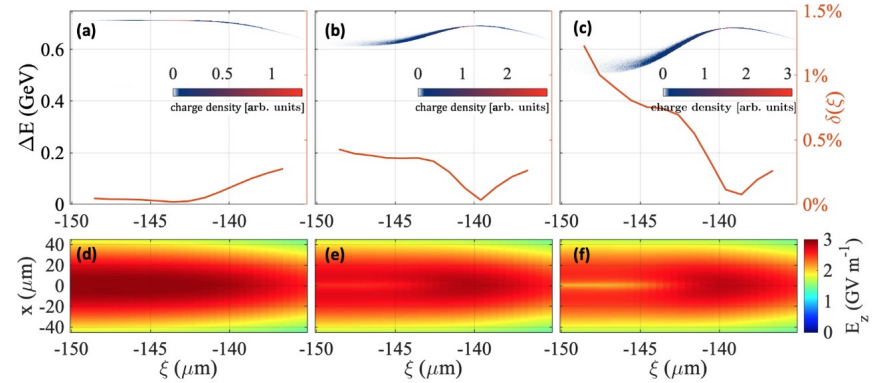 (a) (b) (c)
0.6
0.4
0.2
0
ΔE (GeV)
0 0.5 1
charge density [arb. units]
0 1 2
charge density [arb. units]
0 1 2 3
charge density [arb. units]
1.5%
1%
0.5%
0%
δ(ξ)
-150 -145 -140 -150 -145 -140 -150 -145 -140
(d) (e) (f)
40
20
0
-20
-40
x (μm)
3
2
1
0
E_z (GV m⁻¹)
-150 -145 -140 -150 -145 -140 -150 -145 -140
ξ (μm) ξ (μm) ξ (μm)